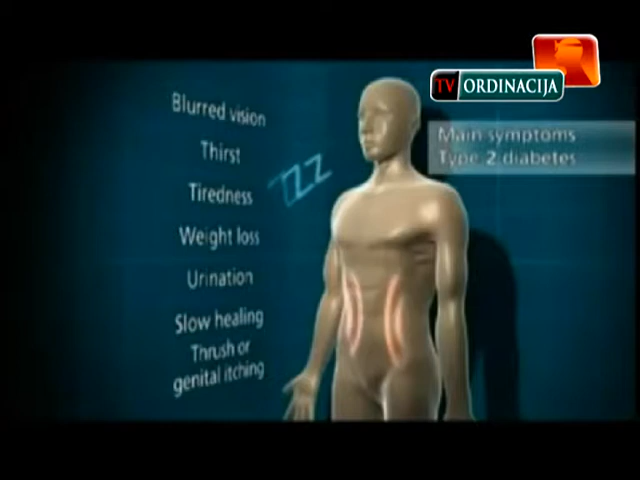 TV ORDINACIJA
Main symptoms
Type 2 diabetes
Blurred vision
Thirst
Tiredness
ZZZ
Weight loss
Urination
Slow healing
Thrush or
genital itching